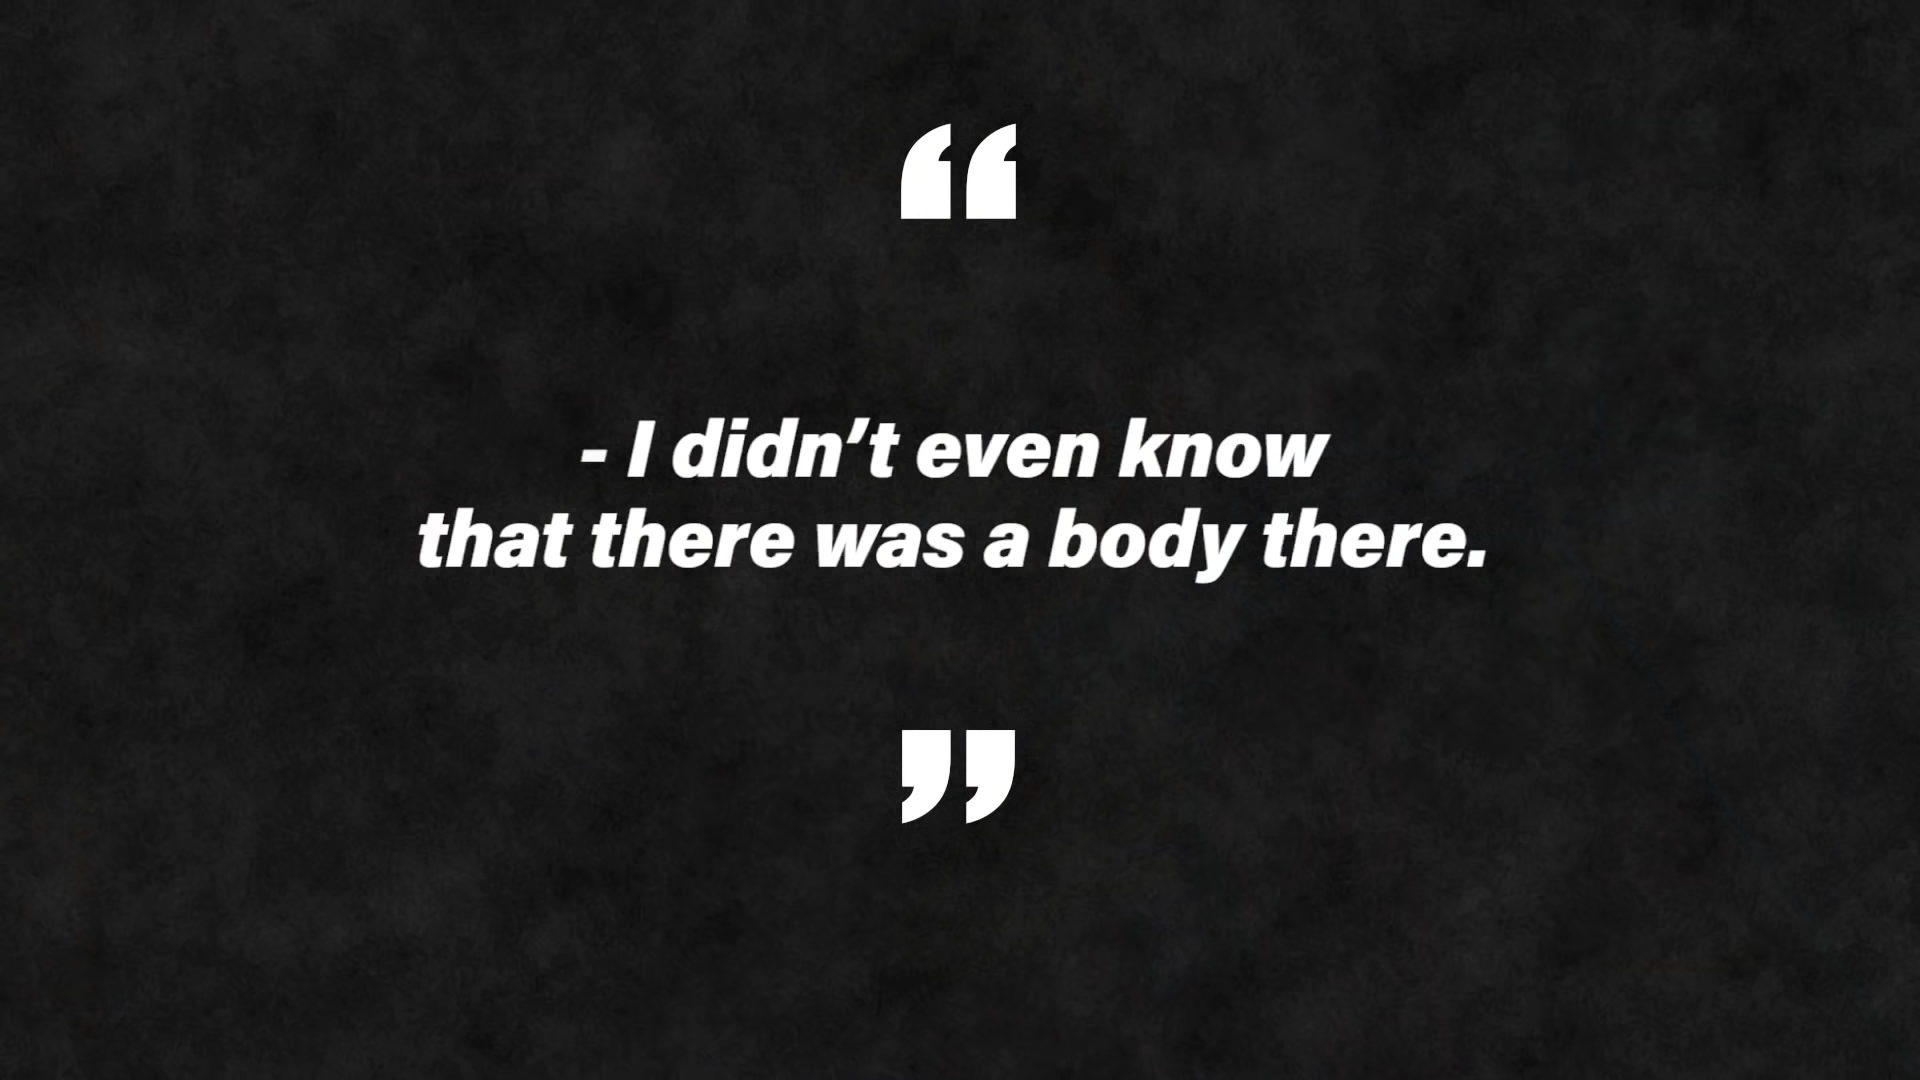 “
- I didn’t even know
that there was a body there.
”